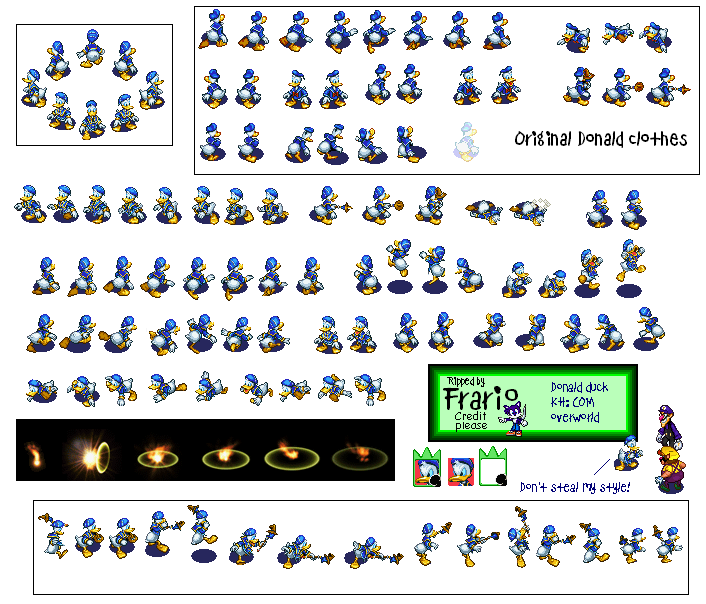 Original Donald clothes
Ripped by
Frario
Credit
please
Donald duck
KH: COM
overworld
Don't steal my style!